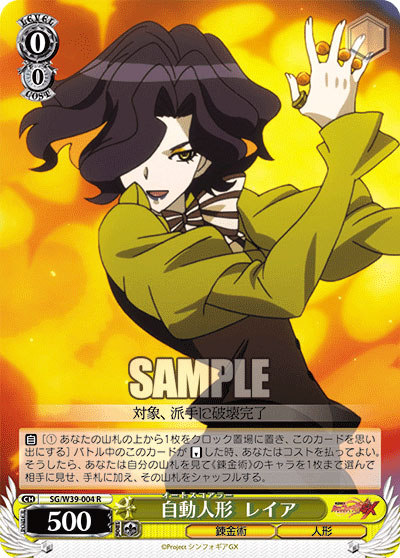 LEVEL
0
0
COST
SAMPLE
対象、派手に破壊完了
自【① あなたの山札の上から1枚をクロック置場に置き、このカードを思い
出にする】バトル中のこのカードが した時、あなたはコストを払ってよい。
そうしたら、あなたは自分の山札を見て《錬金術》のキャラを1枚まで選んで
相手に見せ、手札に加え、その山札をシャッフルする。
CH SG/W39-004 R
500
オートスコアラー
自動人形 レイア
錬金術 人形
©Project シンフォギアGX